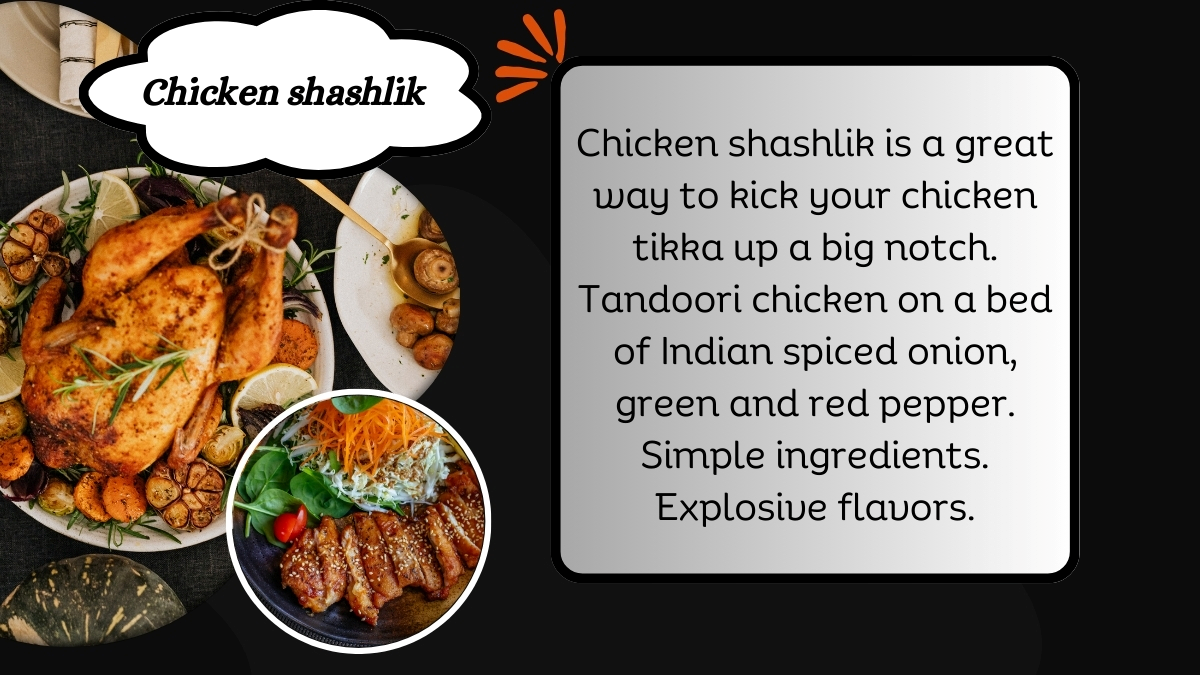 Chicken shashlik
Chicken shashlik is a great
way to kick your chicken
tikka up a big notch.
Tandoori chicken on a bed
of Indian spiced onion,
green and red pepper.
Simple ingredients.
Explosive flavors.